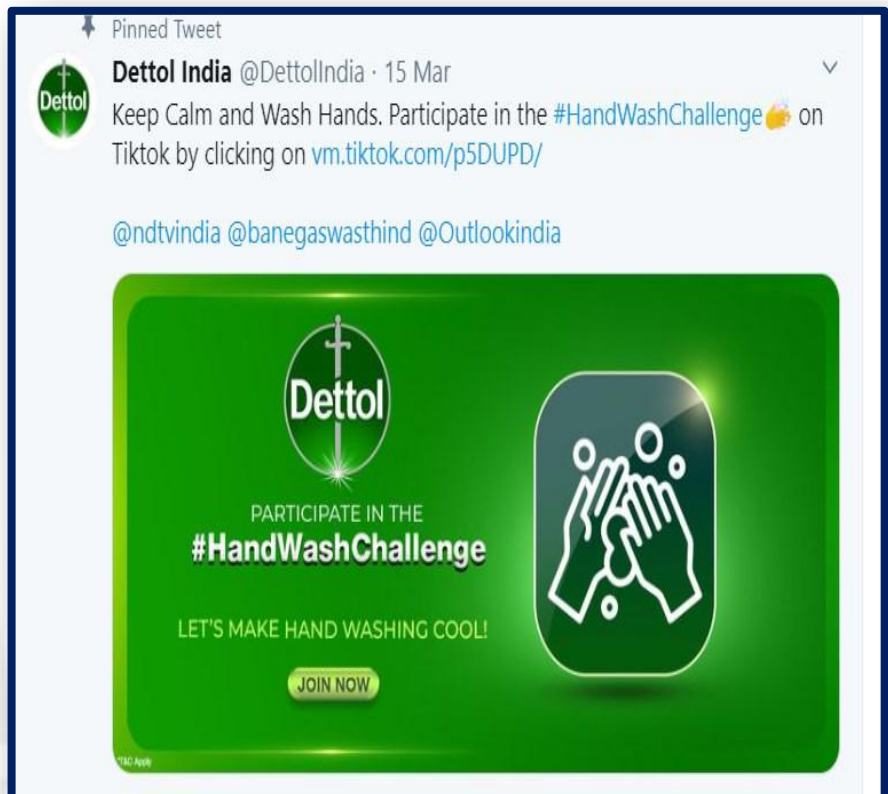 Pinned Tweet
Dettol India @DettolIndia · 15 Mar
Dettol
Keep Calm and Wash Hands. Participate in the #HandWashChallenge on
Tiktok by clicking on vm.tiktok.com/p5DUPD/
@ndtvindia @banegaswasthind @Outlookindia
Dettol
PARTICIPATE IN THE
#HandWashChallenge
LET'S MAKE HAND WASHING COOL!
JOIN NOW
*T&C Apply